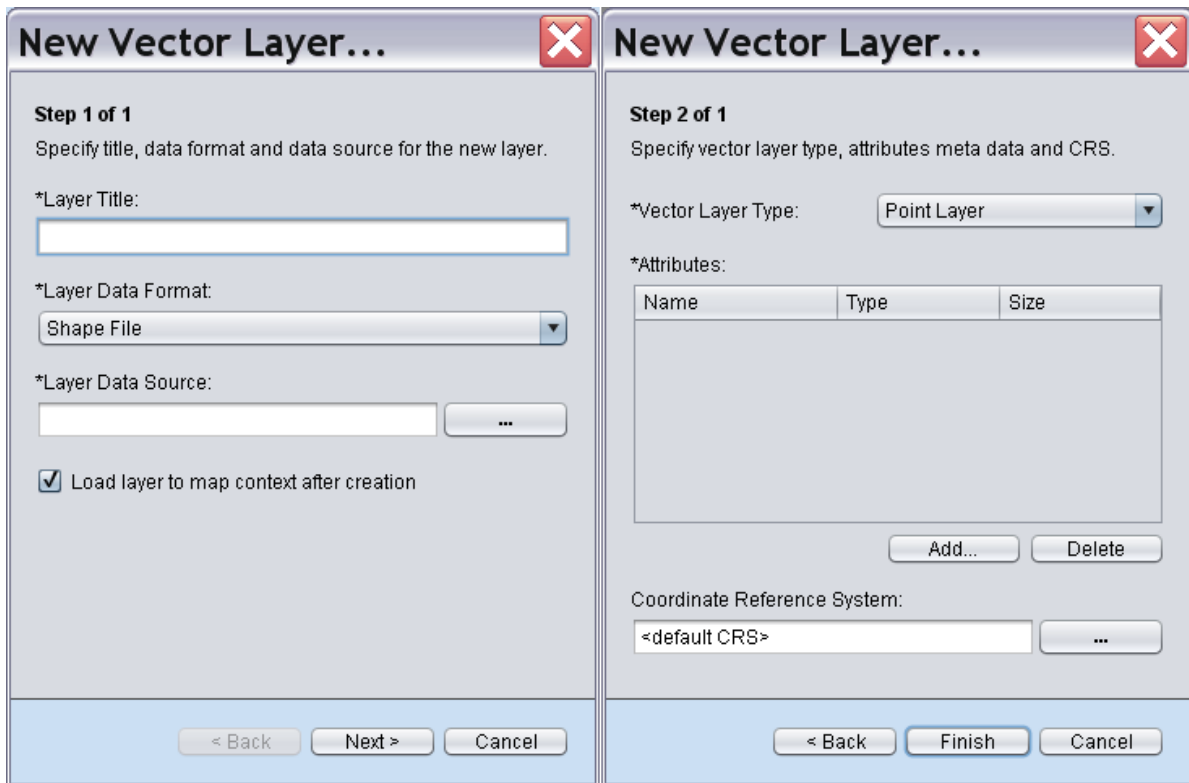 New Vector Layer...
Step 1 of 1
Specify title, data format and data source for the new layer.
*Layer Title:
*Layer Data Format:
Shape File
*Layer Data Source:
...
Load layer to map context after creation
< Back Next > Cancel
New Vector Layer...
Step 2 of 1
Specify vector layer type, attributes meta data and CRS.
*Vector Layer Type: Point Layer
*Attributes:
Name Type Size
Add... Delete
Coordinate Reference System:
<default CRS> ...
< Back Finish Cancel